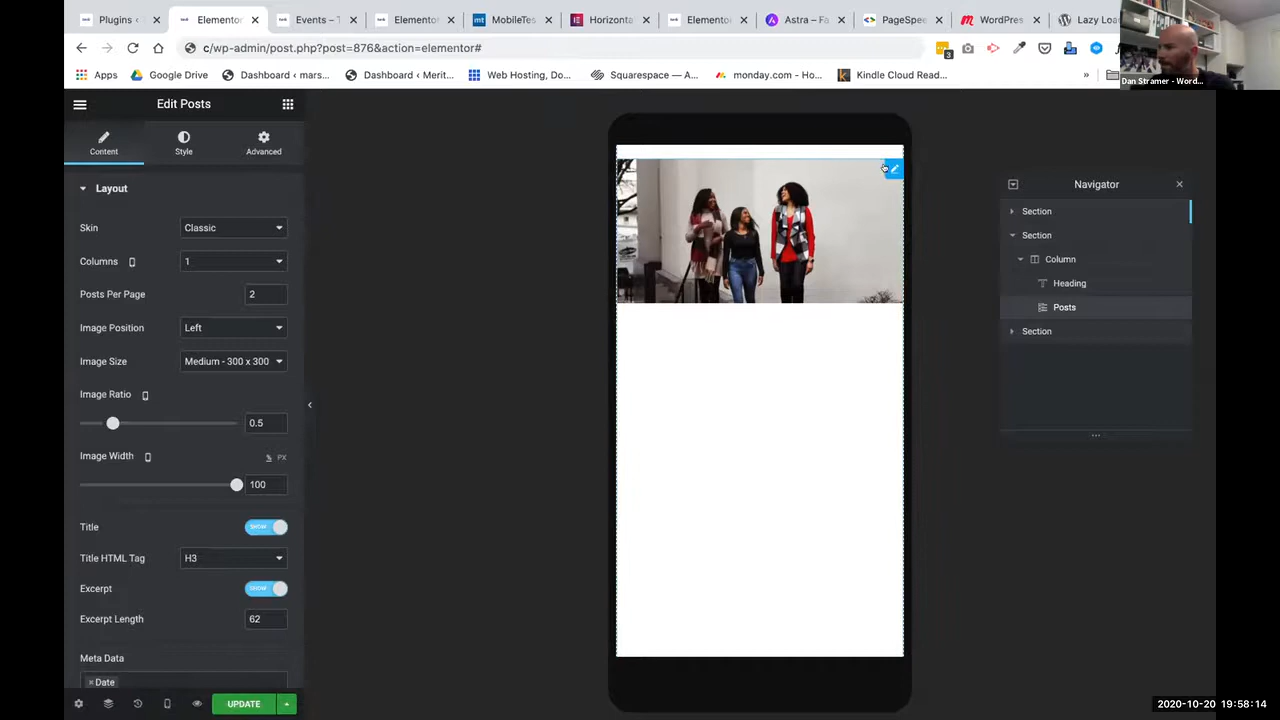 Plugins ‹
Elementor
Events – T
Elementor
MobileTes
Horizonta
Elemento
Astra – Fa
PageSpee
WordPres
Lazy Loa
c/wp-admin/post.php?post=876&action=elementor#
3
Apps
Google Drive
Dashboard ‹ mars...
Dashboard ‹ Merit...
Web Hosting, Do...
Squarespace — A...
monday.com - Ho...
Kindle Cloud Read...
»
Dan Stramer - Word...
Edit Posts
Content
Style
Advanced
Layout
Skin
Classic
Columns
1
Posts Per Page
2
Image Position
Left
Image Size
Medium - 300 x 300
Image Ratio
0.5
Image Width
% PX
100
Title
SHOW
Title HTML Tag
H3
Excerpt
SHOW
Excerpt Length
62
Meta Data
× Date
UPDATE
Navigator
Section
Section
Column
Heading
Posts
Section
2020-10-20 19:58:14